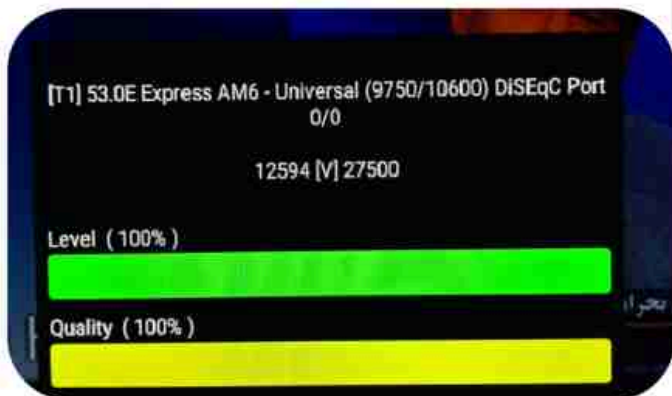 [T1] 53.0E Express AM6 - Universal (9750/10600) DiSEqC Port
0/0
12594 [V] 27500
Level ( 100% )
Quality ( 100% )